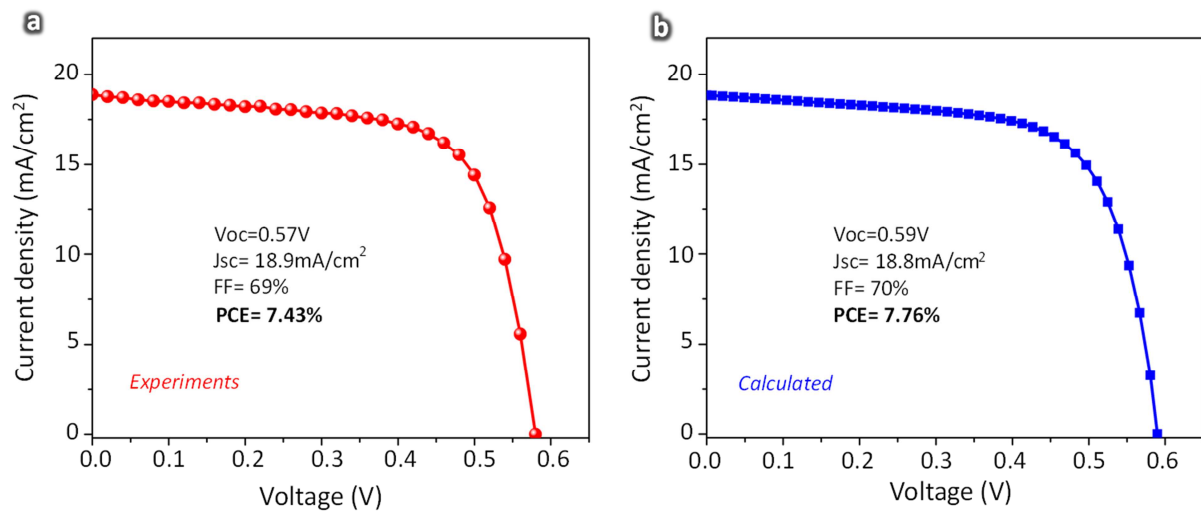 a
Current density (mA/cm²)
20
15
10
5
0
Voc=0.57V
Jsc= 18.9mA/cm²
FF= 69%
PCE= 7.43%
Experiments
0.0 0.1 0.2 0.3 0.4 0.5 0.6
Voltage (V)
b
Current density (mA/cm²)
20
15
10
5
0
Voc=0.59V
Jsc= 18.8mA/cm²
FF= 70%
PCE= 7.76%
Calculated
0.0 0.1 0.2 0.3 0.4 0.5 0.6
Voltage (V)